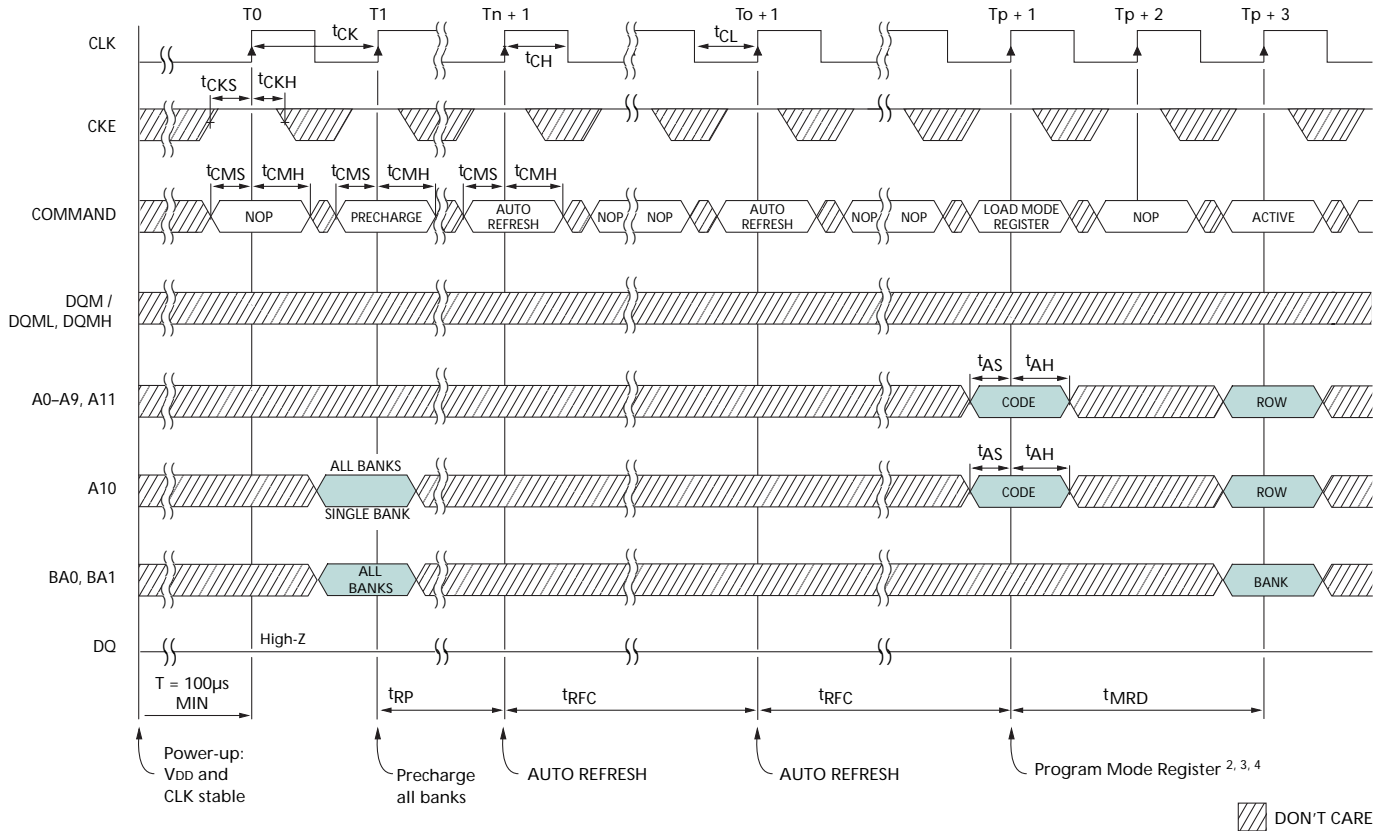 T0 T1 Tn + 1 To + 1 Tp + 1 Tp + 2 Tp + 3
CLK
tCK
tCH
tCL
tCKS tCKH
CKE
tCMS tCMH tCMS tCMH tCMS tCMH
COMMAND
NOP PRECHARGE AUTO REFRESH NOP NOP AUTO REFRESH NOP NOP LOAD MODE REGISTER NOP ACTIVE
DQM /
DQML, DQMH
tAS tAH
A0–A9, A11
CODE ROW
ALL BANKS
tAS tAH
A10
CODE ROW
SINGLE BANK
BA0, BA1
ALL BANKS
BANK
DQ
High-Z
T = 100µs
MIN
tRP tRFC tRFC tMRD
Power-up:
VDD and
CLK stable
Precharge
all banks
AUTO REFRESH
AUTO REFRESH
Program Mode Register 2, 3, 4
DON'T CARE